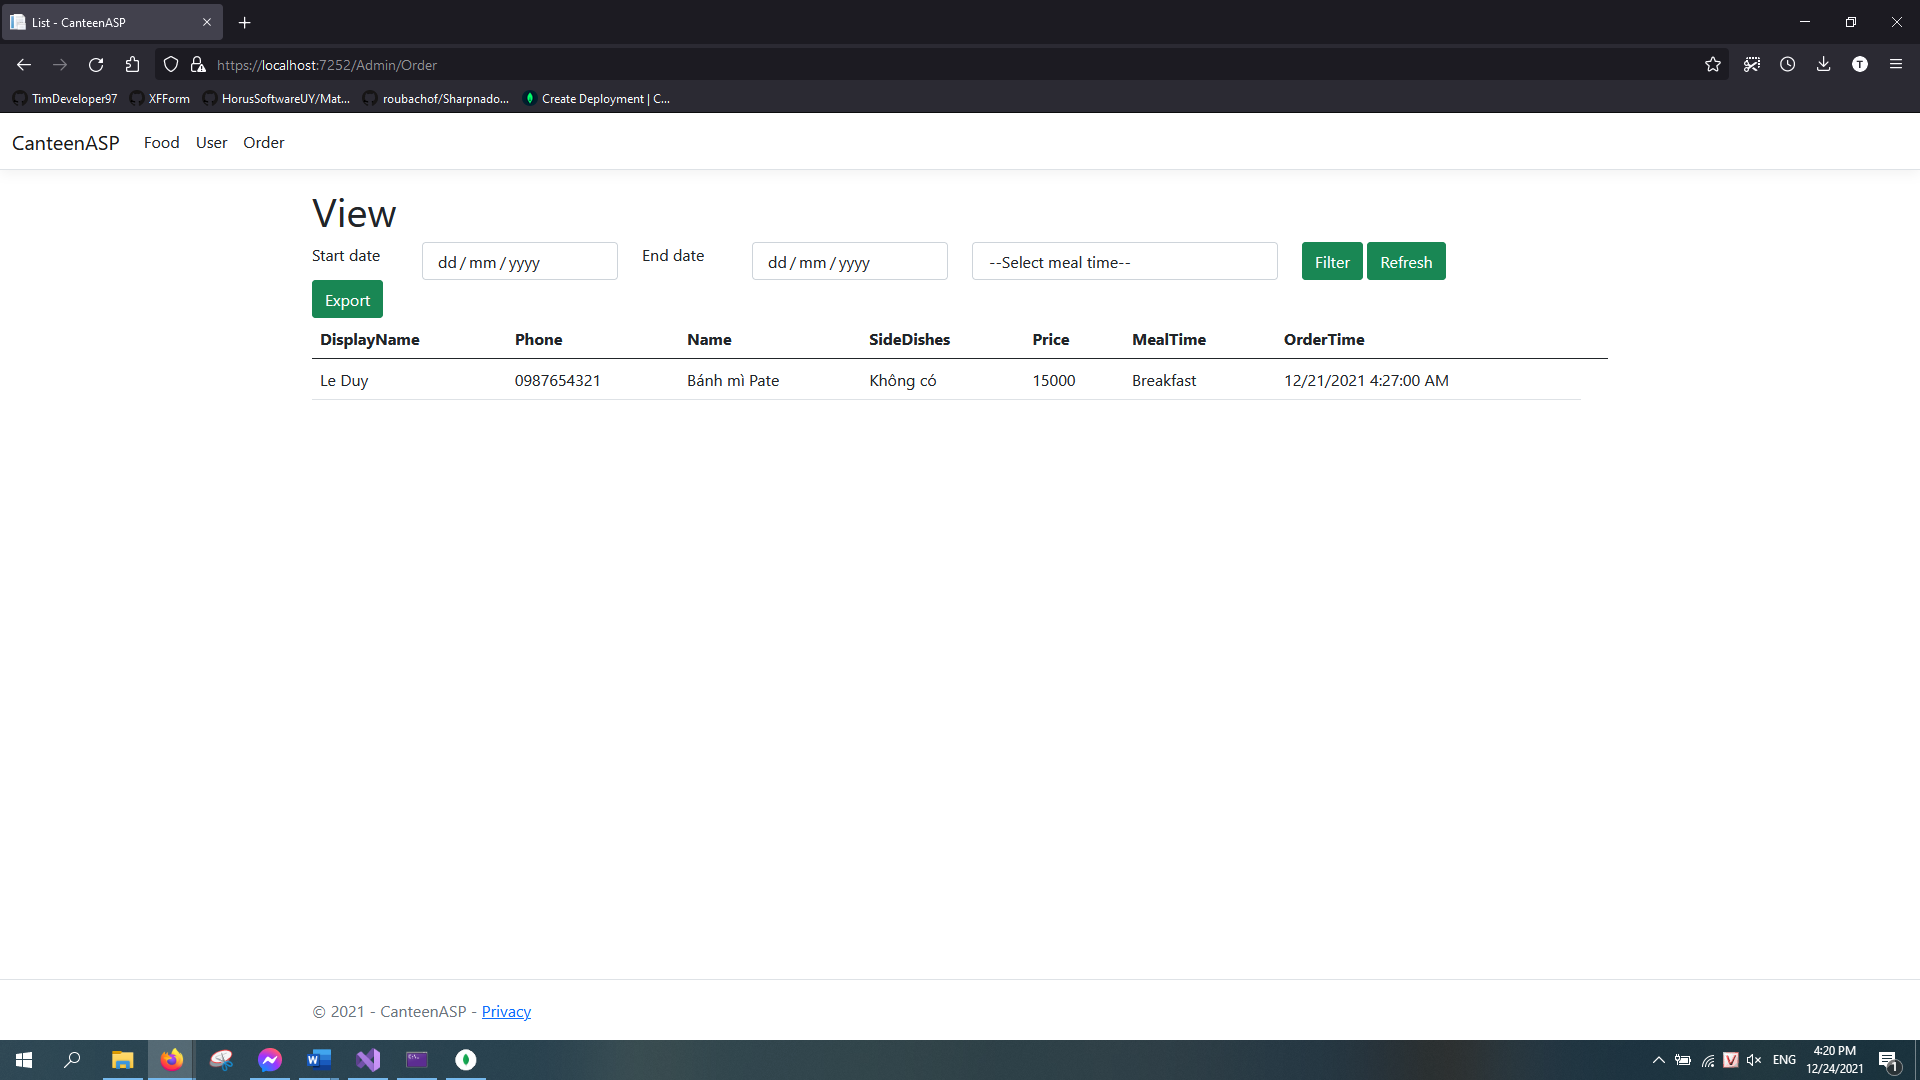 List - CanteenASP
https://localhost:7252/Admin/Order
TimDeveloper97 XFForm HorusSoftwareUY/Mat... roubachof/Sharpnado... Create Deployment | C...
CanteenASP Food User Order
View
Start date dd / mm / yyyy End date dd / mm / yyyy --Select meal time-- Filter Refresh
Export
DisplayName Phone Name SideDishes Price MealTime OrderTime
Le Duy 0987654321 Bánh mì Pate Không có 15000 Breakfast 12/21/2021 4:27:00 AM
© 2021 - CanteenASP - Privacy
ENG 4:20 PM
12/24/2021